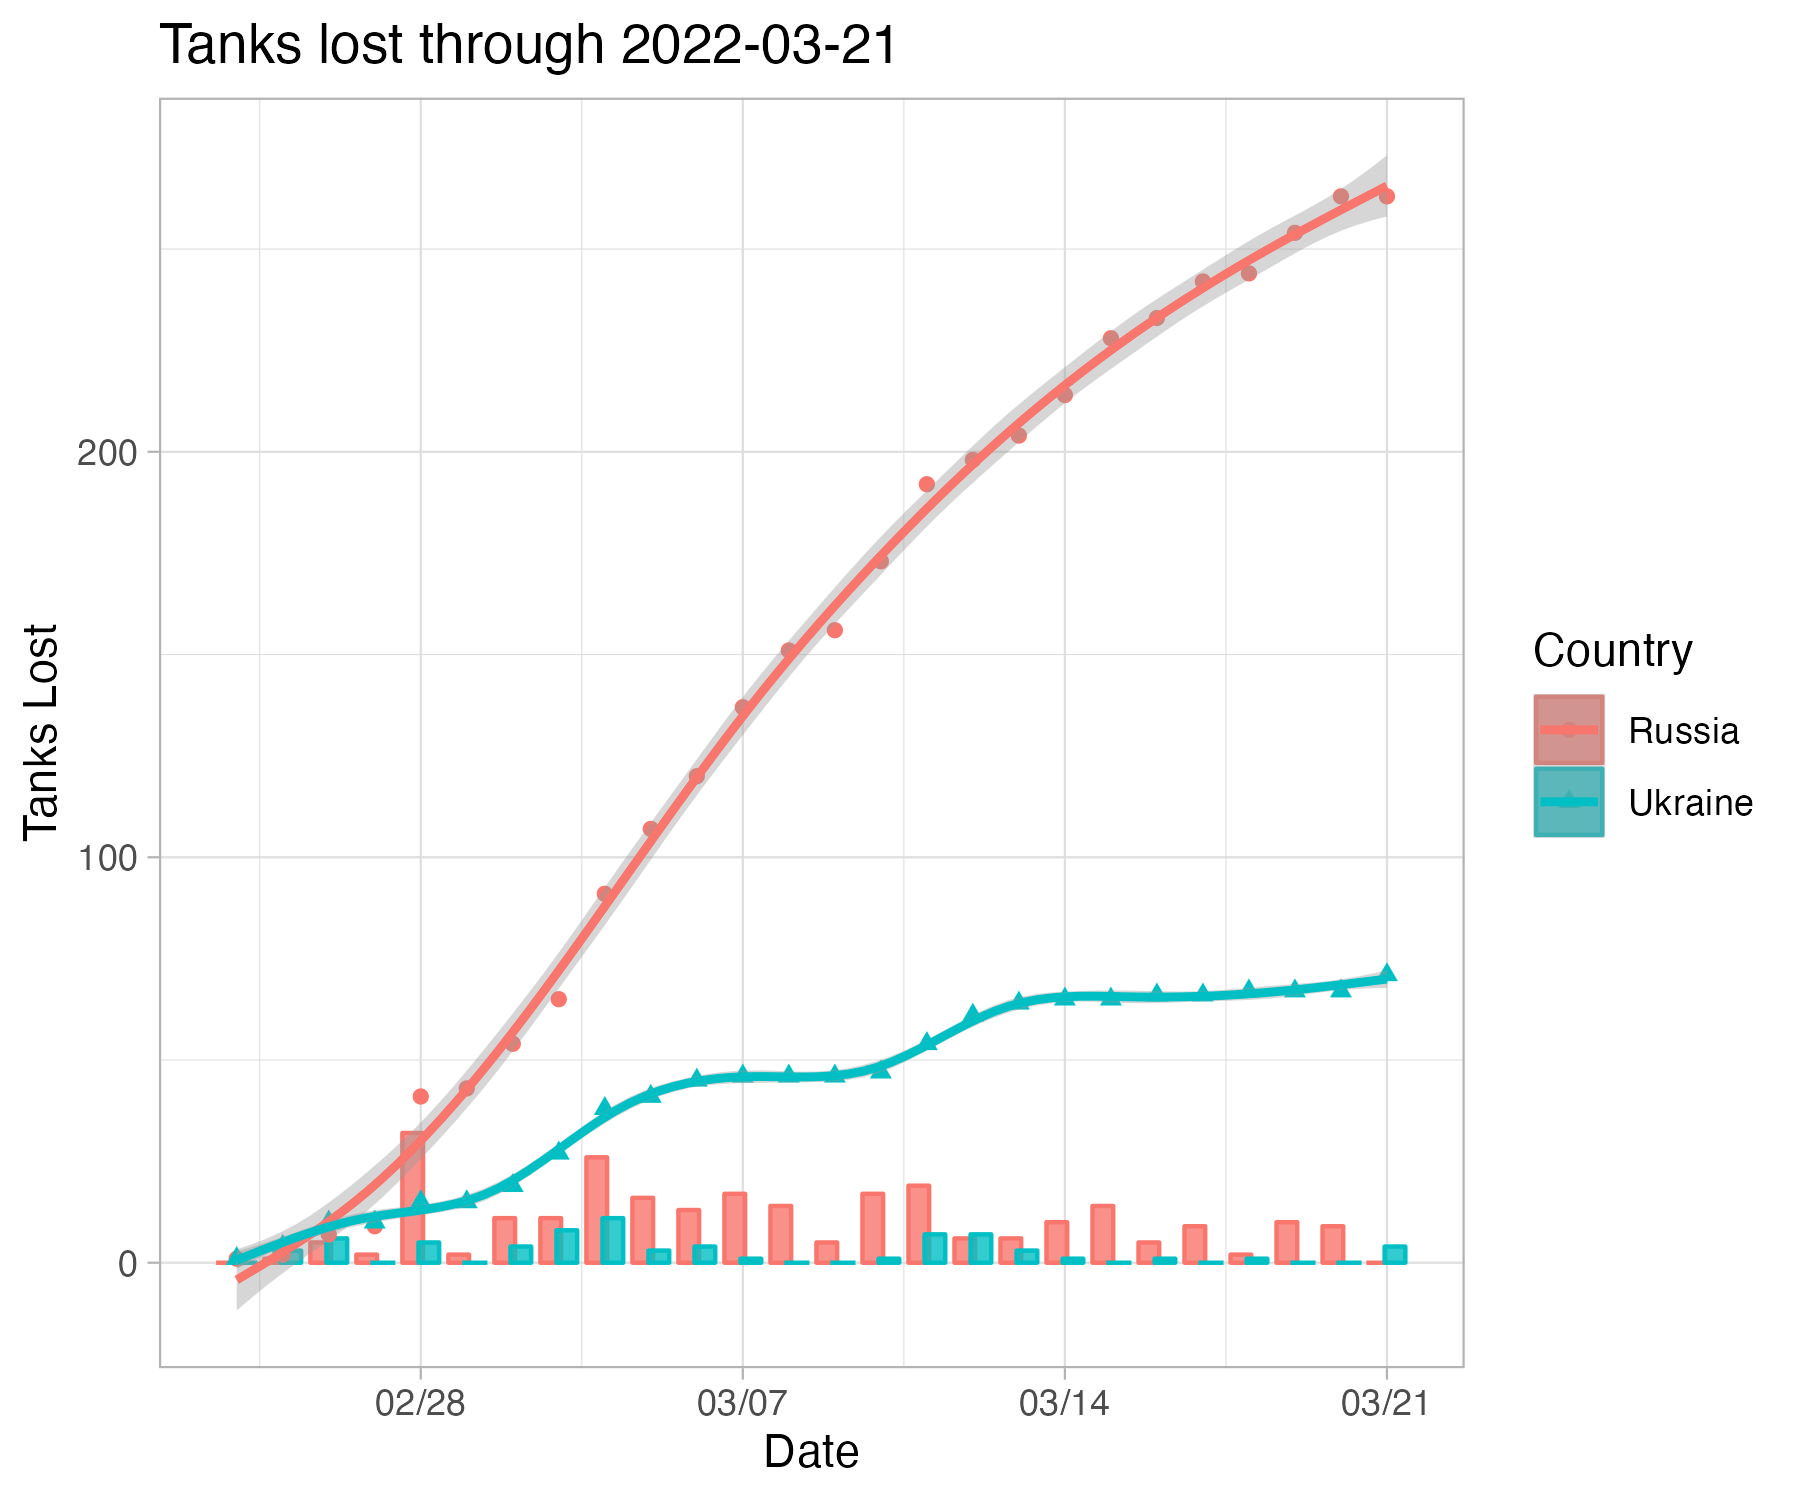 Tanks lost through 2022-03-21
Tanks Lost
200
100
0
02/28 03/07 03/14 03/21
Date
Country
Russia
Ukraine